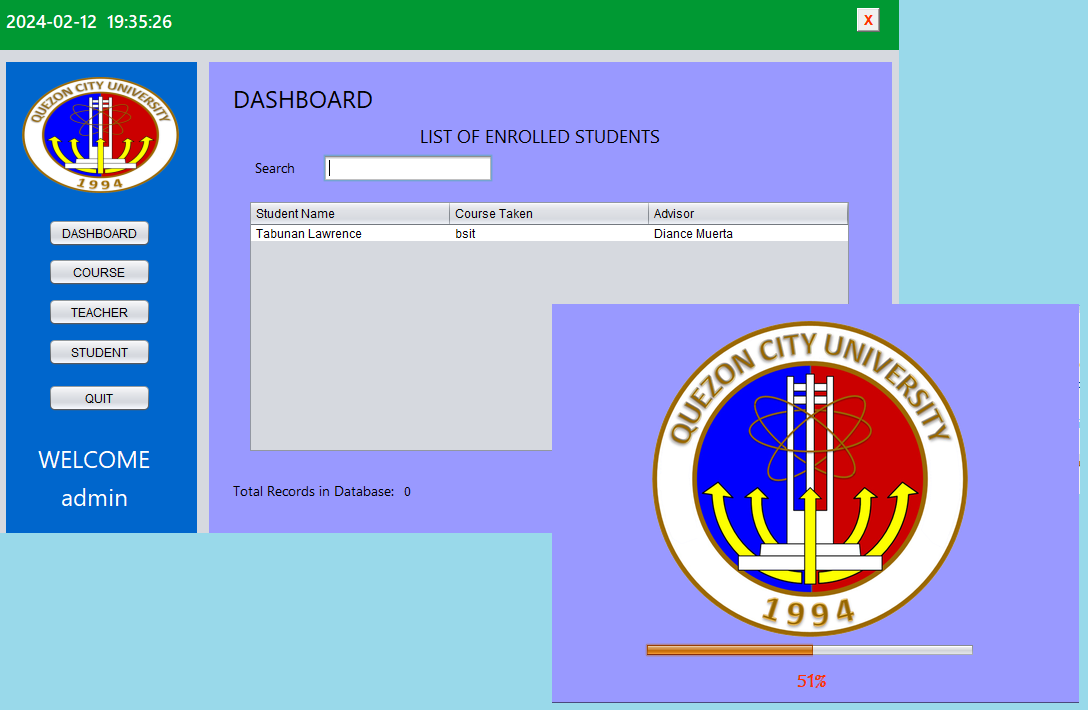 2024-02-12 19:35:26
X
QUEZON CITY UNIVERSITY
1994
DASHBOARD
COURSE
TEACHER
STUDENT
QUIT
WELCOME
admin
DASHBOARD
LIST OF ENROLLED STUDENTS
Search
Student Name Course Taken Advisor
Tabunan Lawrence bsit Diance Muerta
Total Records in Database: 0
QUEZON CITY UNIVERSITY
1994
51%